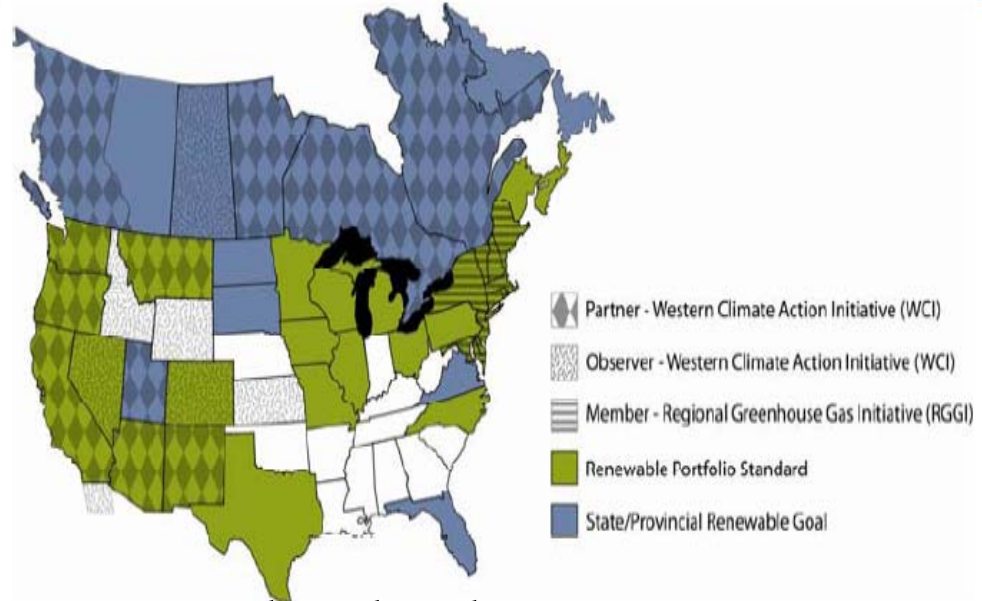 Partner - Western Climate Action Initiative (WCI)
Observer - Western Climate Action Initiative (WCI)
Member - Regional Greenhouse Gas Initiative (RGGI)
Renewable Portfolio Standard
State/Provincial Renewable Goal